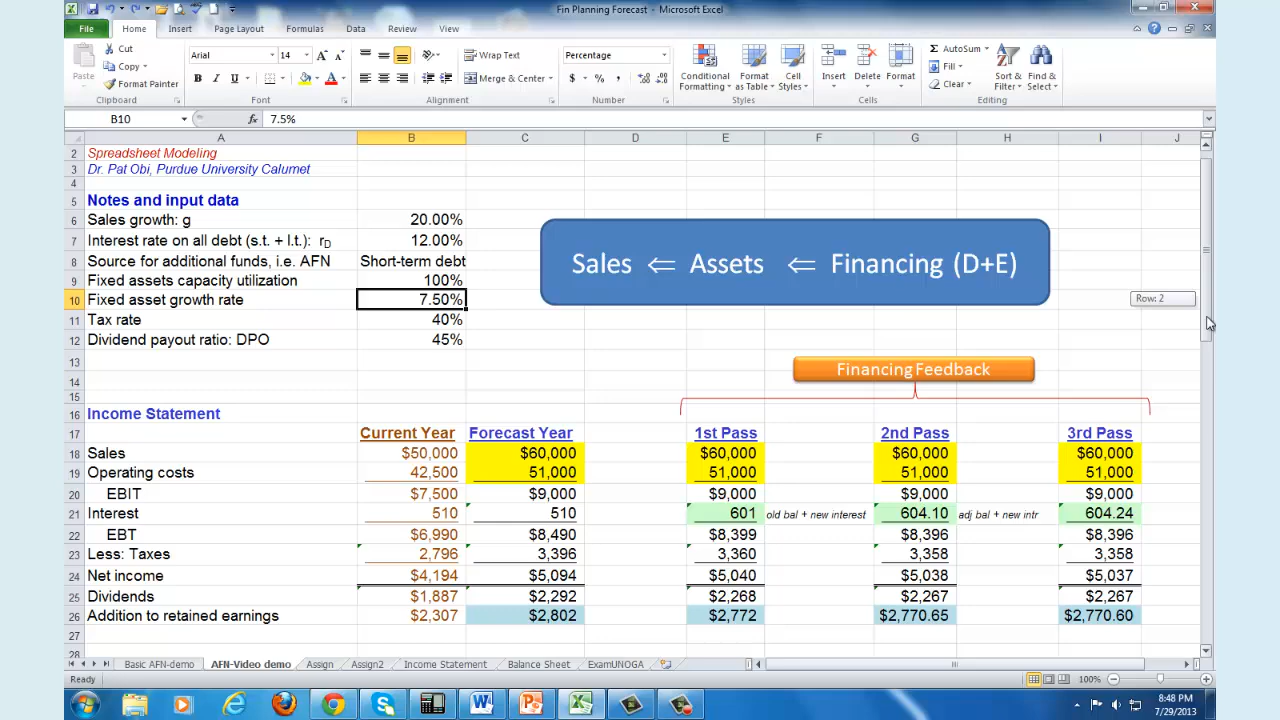 Fin Planning Forecast - Microsoft Excel
File Home Insert Page Layout Formulas Data Review View
Paste Cut Copy Format Painter Clipboard
Arial 14 Font
Wrap Text Merge & Center Alignment
Percentage Number
Conditional Formatting Format as Table Cell Styles Styles
Insert Delete Format Cells
AutoSum Fill Clear Sort & Filter Find & Select Editing
B10 fx 7.5%
A B C D E F G H I J
2 Spreadsheet Modeling
3 Dr. Pat Obi, Purdue University Calumet
4
5 Notes and input data
6 Sales growth: g 20.00%
7 Interest rate on all debt (s.t. + l.t.): rD 12.00%
8 Source for additional funds, i.e. AFN Short-term debt
9 Fixed assets capacity utilization 100%
10 Fixed asset growth rate 7.50%
11 Tax rate 40%
12 Dividend payout ratio: DPO 45%
Sales ⇐ Assets ⇐ Financing (D+E)
Row: 2
13
Financing Feedback
14
15
16 Income Statement
17 Current Year Forecast Year 1st Pass 2nd Pass 3rd Pass
18 Sales $50,000 $60,000 $60,000 $60,000 $60,000
19 Operating costs 42,500 51,000 51,000 51,000 51,000
20 EBIT $7,500 $9,000 $9,000 $9,000 $9,000
21 Interest 510 510 601 old bal + new interest 604.10 adj bal + new intr 604.24
22 EBT $6,990 $8,490 $8,399 $8,396 $8,396
23 Less: Taxes 2,796 3,396 3,360 3,358 3,358
24 Net income $4,194 $5,094 $5,040 $5,038 $5,037
25 Dividends $1,887 $2,292 $2,268 $2,267 $2,267
26 Addition to retained earnings $2,307 $2,802 $2,772 $2,770.65 $2,770.60
27
28
Basic AFN-demo AFN-Video demo Assign Assign2 Income Statement Balance Sheet ExamUNOGA
Ready 100%
8:48 PM
7/29/2013